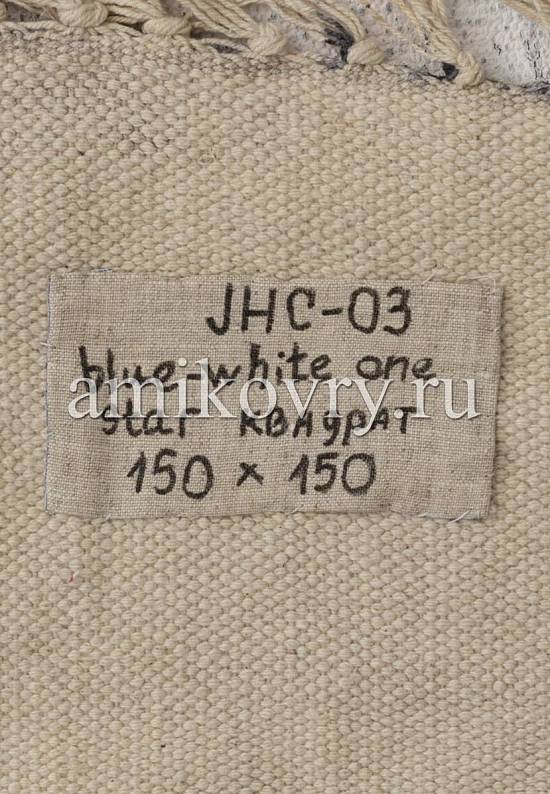 JHC-03
blue-white one
amikovry.ru
star квадрат
150 x 150